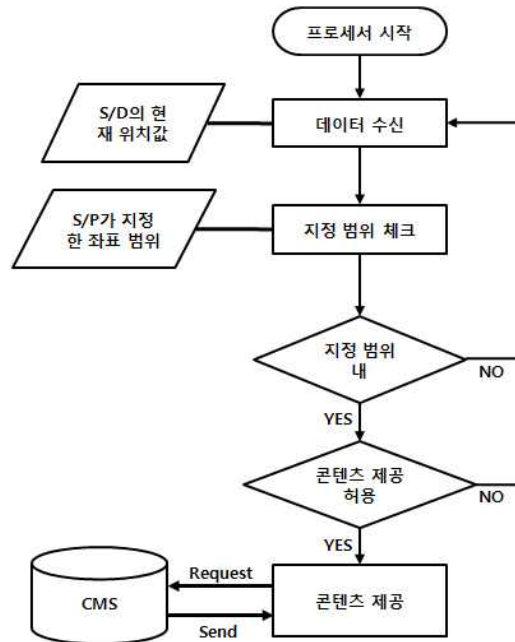 프로세서 시작
S/D의 현
재 위치값
데이터 수신
S/P가 지정
한 좌표 범위
지정 범위 체크
지정 범위
내
NO
YES
콘텐츠 제공
허용
NO
YES
Request
CMS
콘텐츠 제공
Send